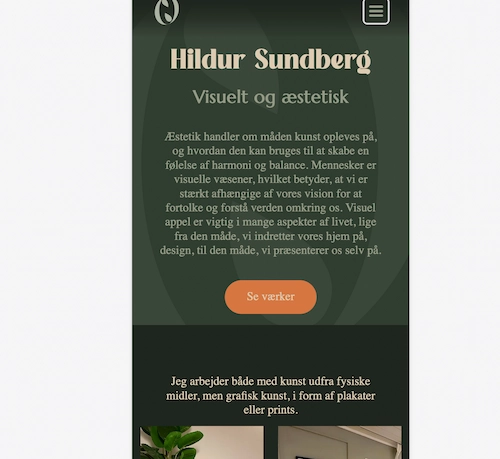 Hildur Sundberg
Visuelt og æstetisk
Æstetik handler om måden kunst opleves på,
og hvordan den kan bruges til at skabe en
følelse af harmoni og balance. Mennesker er
visuelle væsener, hvilket betyder, at vi er
stærkt afhængige af vores vision for at
fortolke og forstå verden omkring os. Visuel
appel er vigtig i mange aspekter af livet, lige
fra den måde, vi indretter vores hjem på,
design, til den måde, vi præsenterer os selv på.
Se værker
Jeg arbejder både med kunst udfra fysiske
midler, men grafisk kunst, i form af plakater
eller prints.